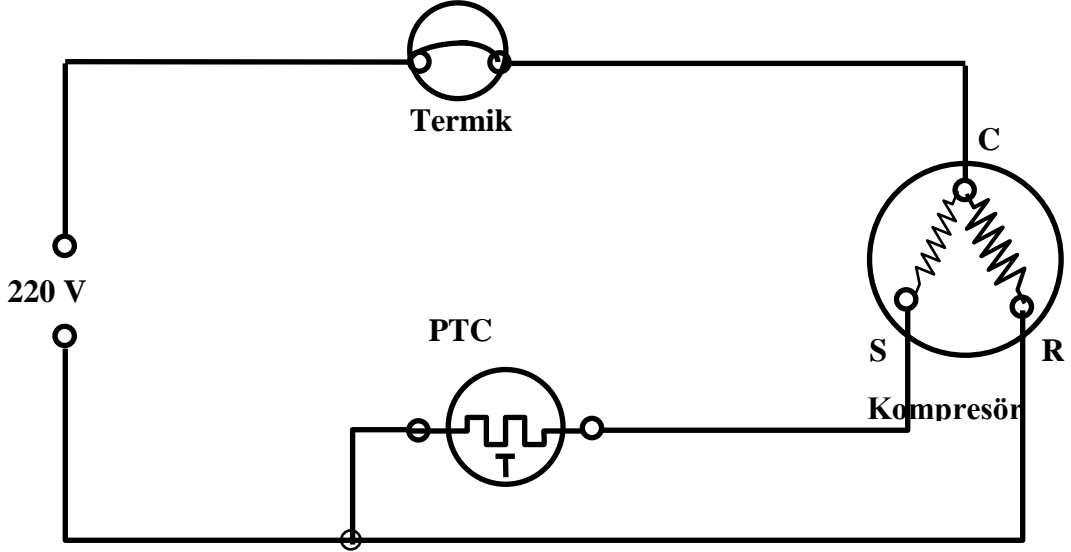 Termik
C
220 V
PTC
S
R
Kompresör
T